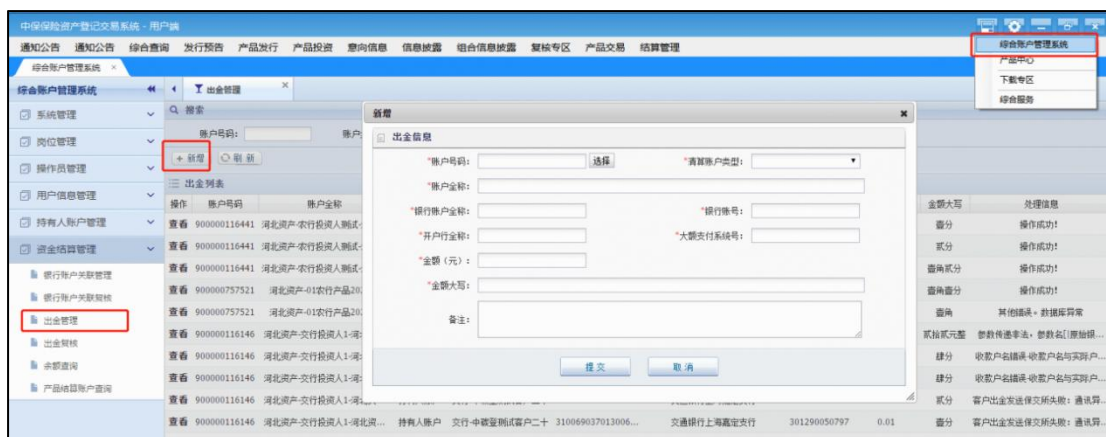 中保保险资产登记交易系统 - 用户端
通知公告 通知公告 综合查询 发行预告 产品发行 产品投资 意向信息 信息披露 组合信息披露 复核专区 产品交易 结算管理
综合账户管理系统
产品中心
下载专区
综合服务
综合账户管理系统 ×
综合账户管理系统
系统管理
岗位管理
操作员管理
用户信息管理
持有人账户管理
资金结算管理
银行账户关联管理
银行账户关联复核
出金管理
出金复核
余额查询
产品结算账户查询
出金管理 ×
搜索
账户号码: 账户
新增 刷新
出金列表
操作 账户号码 账户全称 金额大写 处理信息
查看 900000116441 河北资产-农行投资人测试- 壹分 操作成功!
查看 900000116441 河北资产-农行投资人测试- 贰分 操作成功!
查看 900000116441 河北资产-农行投资人测试- 壹角贰分 操作成功!
查看 900000757521 河北资产-01农行产品20 壹角壹分 操作成功!
查看 900000757521 河北资产-01农行产品20 壹角 其他错误,数据库异常
查看 900000116146 河北资产-交行投资人1-河 贰拾贰元整 参数传递非法,参数名[原始银...
查看 900000116146 河北资产-交行投资人1-河 肆分 收款户名错误-收款户名与实际户...
查看 900000116146 河北资产-交行投资人1-河 肆分 收款户名错误-收款户名与实际户...
查看 900000116146 河北资产-交行投资人1-河 贰分 客户出金发送保交所失败:通讯异...
查看 900000116146 河北资产-交行投资人1-河北资... 持有人账户 交行-中碳登测试客户二十 310069037013006... 交通银行上海嘉定支行 301290050797 0.01 壹分 客户出金发送保交所失败:通讯异...
新增
出金信息
*账户号码: 选择 *清算账户类型:
*账户全称:
*银行账户全称: *银行账号:
*开户行全称: *大额支付系统号:
*金额(元):
*金额大写:
备注:
提交 取消